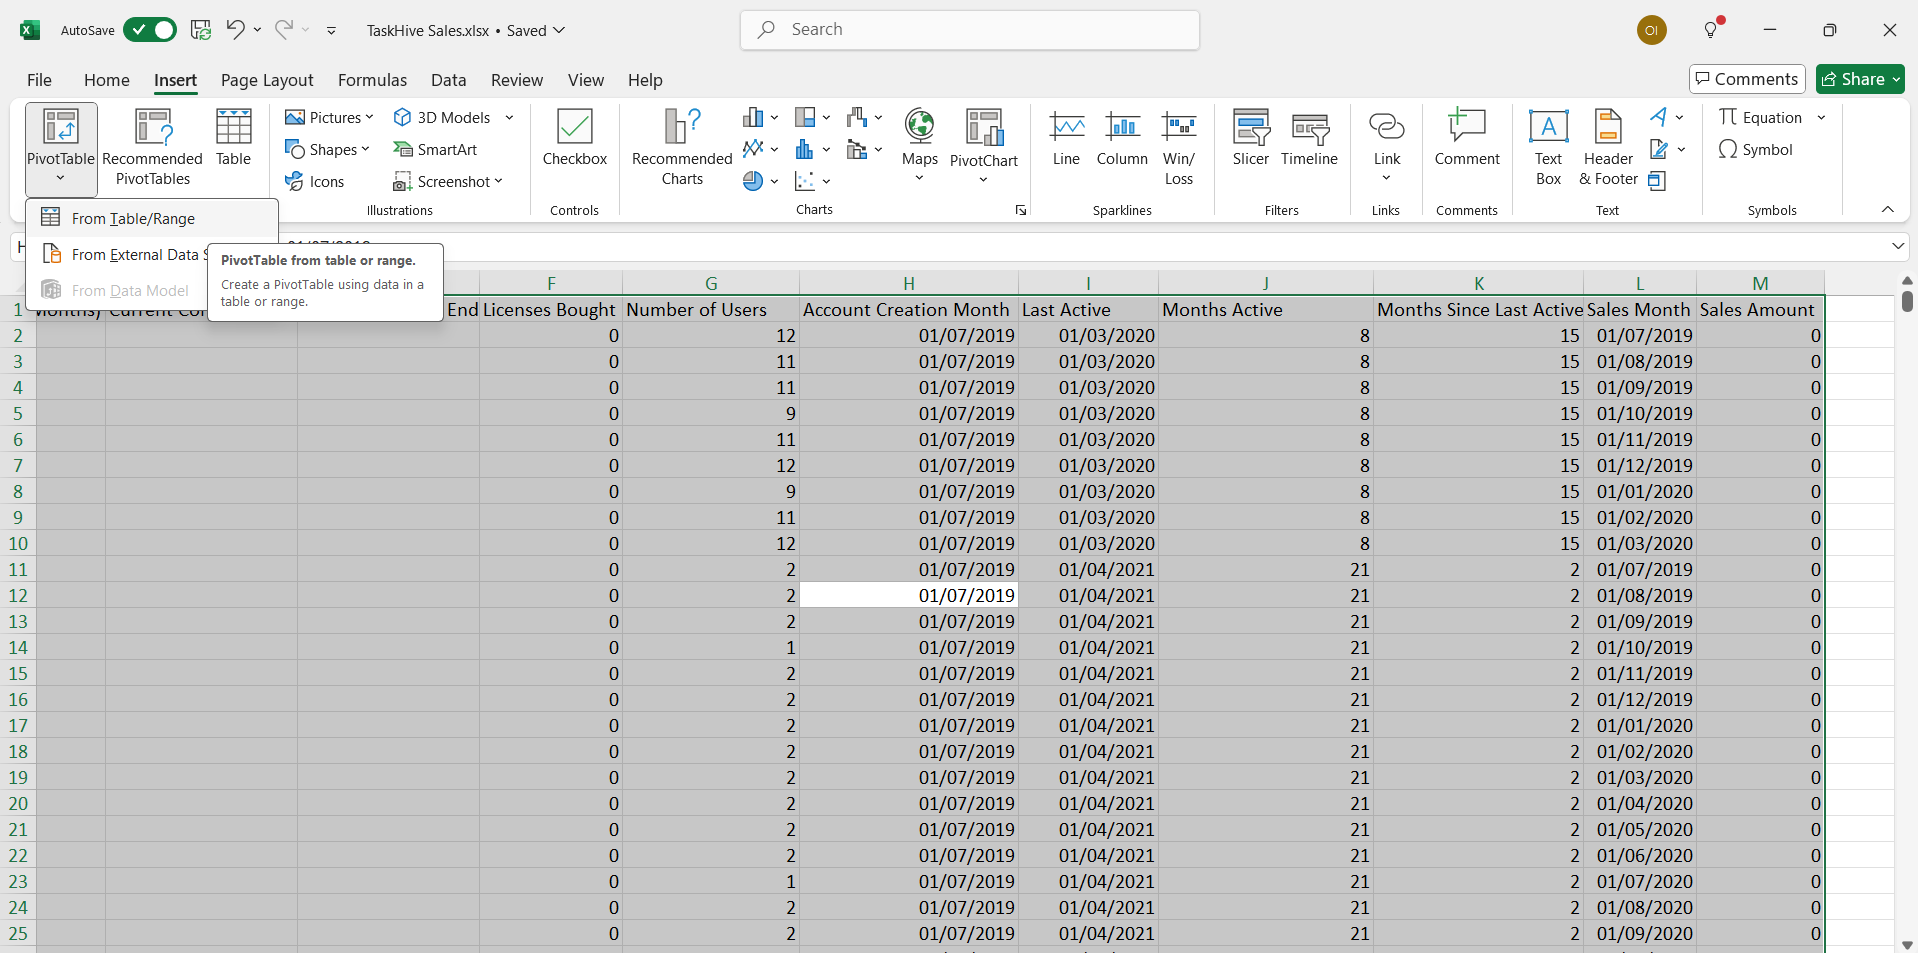 AutoSave TaskHive Sales.xlsx • Saved Search OI
File Home Insert Page Layout Formulas Data Review View Help Comments Share
PivotTable Recommended PivotTables Table
Pictures Shapes Icons 3D Models SmartArt Screenshot
Illustrations
Checkbox
Controls
Recommended Charts Maps PivotChart
Charts
Line Column Win/ Loss
Sparklines
Slicer Timeline
Filters
Link
Links
Comment
Comments
Text Box Header & Footer
Text
Equation Symbol
Symbols
From Table/Range
From External Data S
From Data Model
PivotTable from table or range.
Create a PivotTable using data in a
table or range.
F G H I J K L M
1 End Licenses Bought Number of Users Account Creation Month Last Active Months Active Months Since Last Active Sales Month Sales Amount
2 0 12 01/07/2019 01/03/2020 8 15 01/07/2019 0
3 0 11 01/07/2019 01/03/2020 8 15 01/08/2019 0
4 0 11 01/07/2019 01/03/2020 8 15 01/09/2019 0
5 0 9 01/07/2019 01/03/2020 8 15 01/10/2019 0
6 0 11 01/07/2019 01/03/2020 8 15 01/11/2019 0
7 0 12 01/07/2019 01/03/2020 8 15 01/12/2019 0
8 0 9 01/07/2019 01/03/2020 8 15 01/01/2020 0
9 0 11 01/07/2019 01/03/2020 8 15 01/02/2020 0
10 0 12 01/07/2019 01/03/2020 8 15 01/03/2020 0
11 0 2 01/07/2019 01/04/2021 21 2 01/07/2019 0
12 0 2 01/07/2019 01/04/2021 21 2 01/08/2019 0
13 0 2 01/07/2019 01/04/2021 21 2 01/09/2019 0
14 0 1 01/07/2019 01/04/2021 21 2 01/10/2019 0
15 0 2 01/07/2019 01/04/2021 21 2 01/11/2019 0
16 0 2 01/07/2019 01/04/2021 21 2 01/12/2019 0
17 0 2 01/07/2019 01/04/2021 21 2 01/01/2020 0
18 0 2 01/07/2019 01/04/2021 21 2 01/02/2020 0
19 0 2 01/07/2019 01/04/2021 21 2 01/03/2020 0
20 0 2 01/07/2019 01/04/2021 21 2 01/04/2020 0
21 0 2 01/07/2019 01/04/2021 21 2 01/05/2020 0
22 0 2 01/07/2019 01/04/2021 21 2 01/06/2020 0
23 0 1 01/07/2019 01/04/2021 21 2 01/07/2020 0
24 0 2 01/07/2019 01/04/2021 21 2 01/08/2020 0
25 0 2 01/07/2019 01/04/2021 21 2 01/09/2020 0